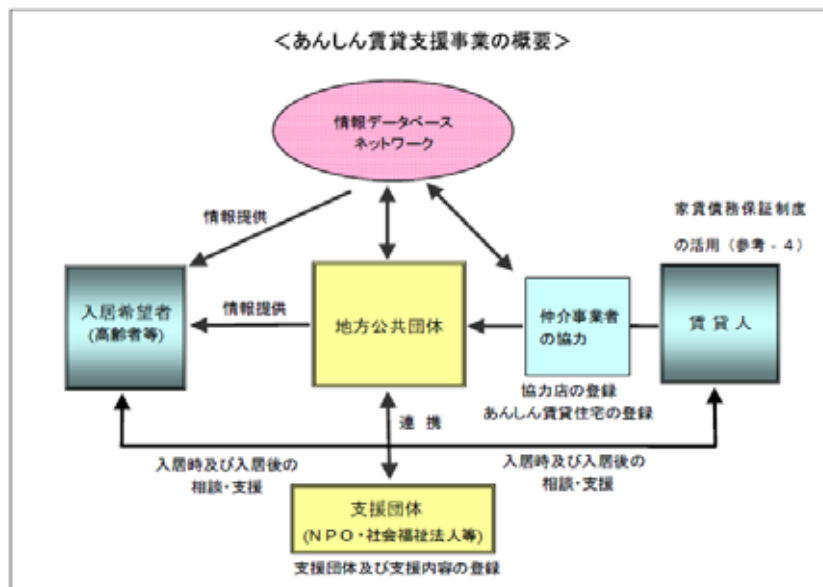 ＜あんしん賃貸支援事業の概要＞
情報データベース
ネットワーク
情報提供
家賃債務保証制度
の活用（参考‐４）
入居希望者
(高齢者等)
情報提供
地方公共団体
仲介事業者
の協力
賃貸人
協力店の登録
あんしん賃貸住宅の登録
連携
入居時及び入居後の
相談・支援
入居時及び入居後の
相談・支援
支援団体
(ＮＰＯ・社会福祉法人等)
支援団体及び支援内容の登録